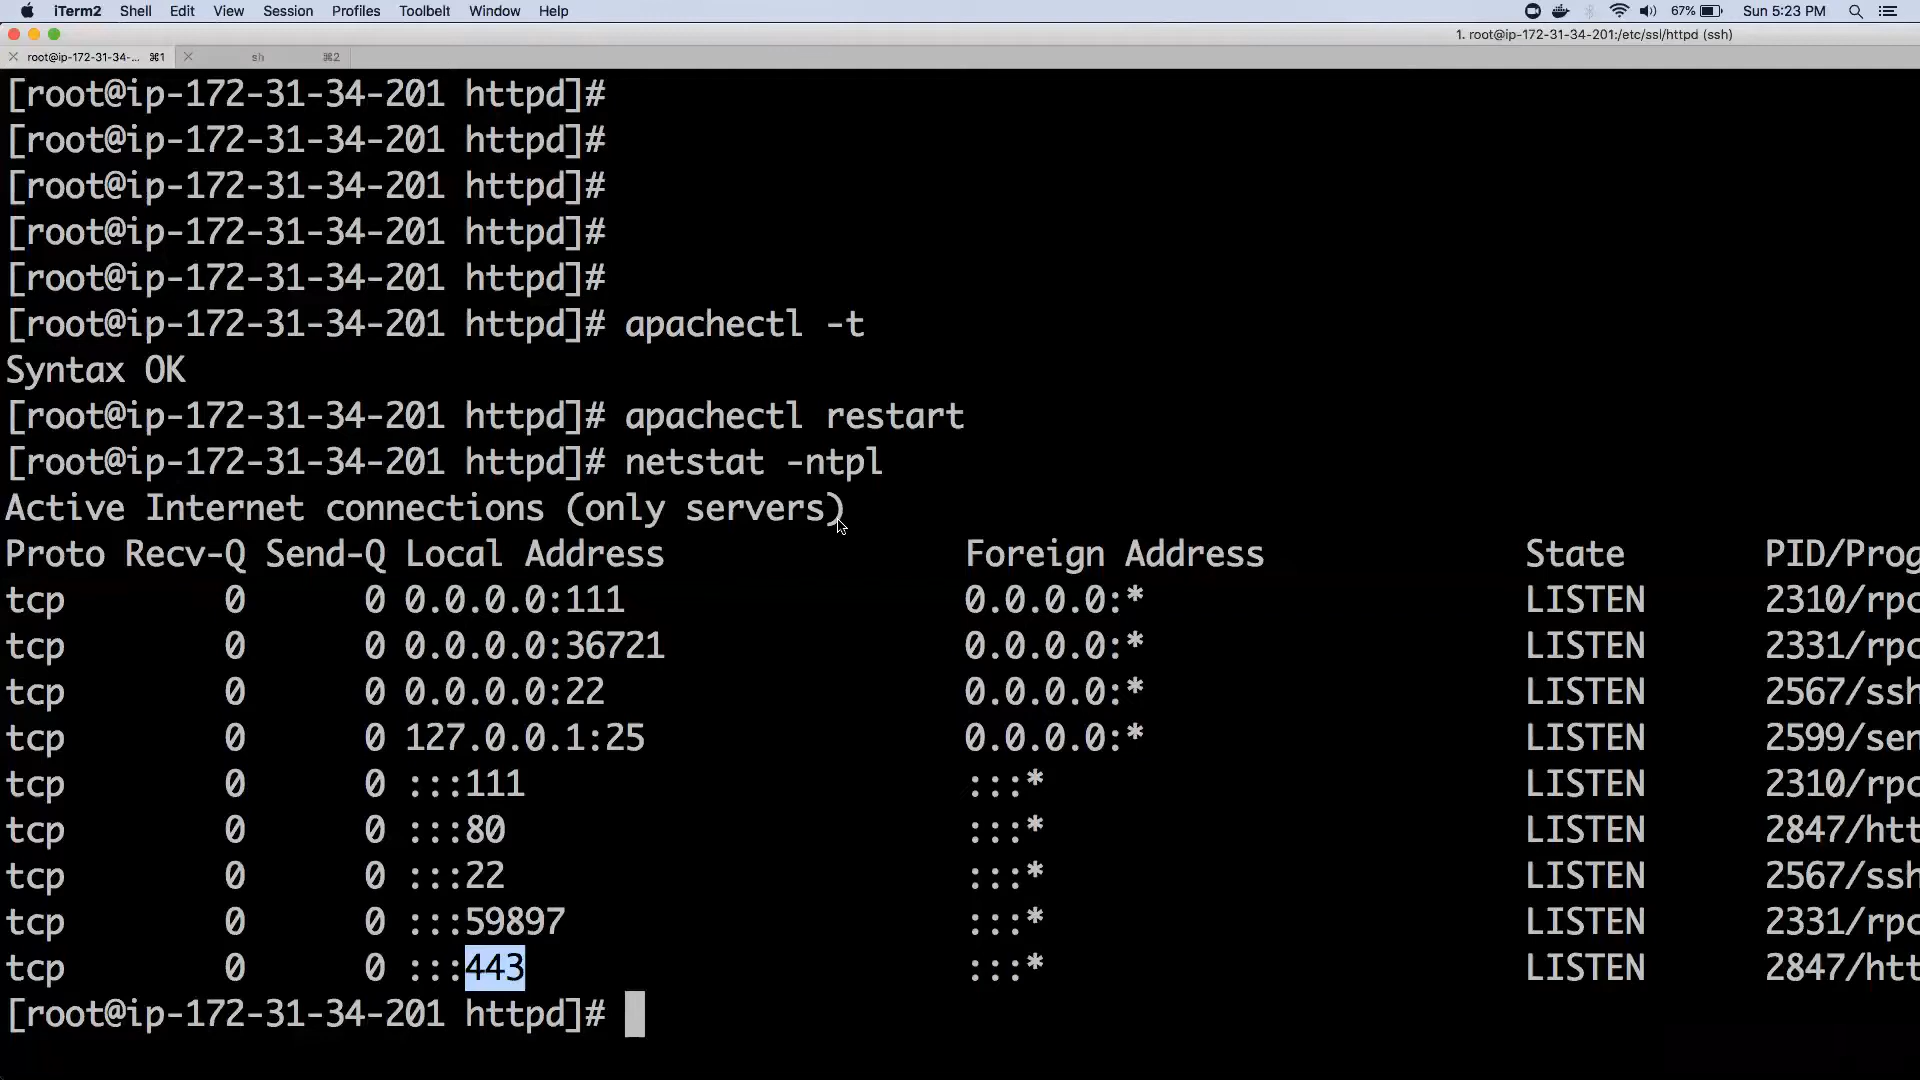 iTerm2 Shell Edit View Session Profiles Toolbelt Window Help 67% Sun 5:23 PM
1. root@ip-172-31-34-201:/etc/ssl/httpd (ssh)
root@ip-172-31-34-... ⌘1 sh ⌘2
[root@ip-172-31-34-201 httpd]#
[root@ip-172-31-34-201 httpd]#
[root@ip-172-31-34-201 httpd]#
[root@ip-172-31-34-201 httpd]#
[root@ip-172-31-34-201 httpd]#
[root@ip-172-31-34-201 httpd]# apachectl -t
Syntax OK
[root@ip-172-31-34-201 httpd]# apachectl restart
[root@ip-172-31-34-201 httpd]# netstat -ntpl
Active Internet connections (only servers)
Proto Recv-Q Send-Q Local Address Foreign Address State PID/Prog
tcp 0 0 0.0.0.0:111 0.0.0.0:* LISTEN 2310/rpc
tcp 0 0 0.0.0.0:36721 0.0.0.0:* LISTEN 2331/rpc
tcp 0 0 0.0.0.0:22 0.0.0.0:* LISTEN 2567/ssh
tcp 0 0 127.0.0.1:25 0.0.0.0:* LISTEN 2599/sen
tcp 0 0 :::111 :::* LISTEN 2310/rpc
tcp 0 0 :::80 :::* LISTEN 2847/htt
tcp 0 0 :::22 :::* LISTEN 2567/ssh
tcp 0 0 :::59897 :::* LISTEN 2331/rpc
tcp 0 0 :::443 :::* LISTEN 2847/htt
[root@ip-172-31-34-201 httpd]#